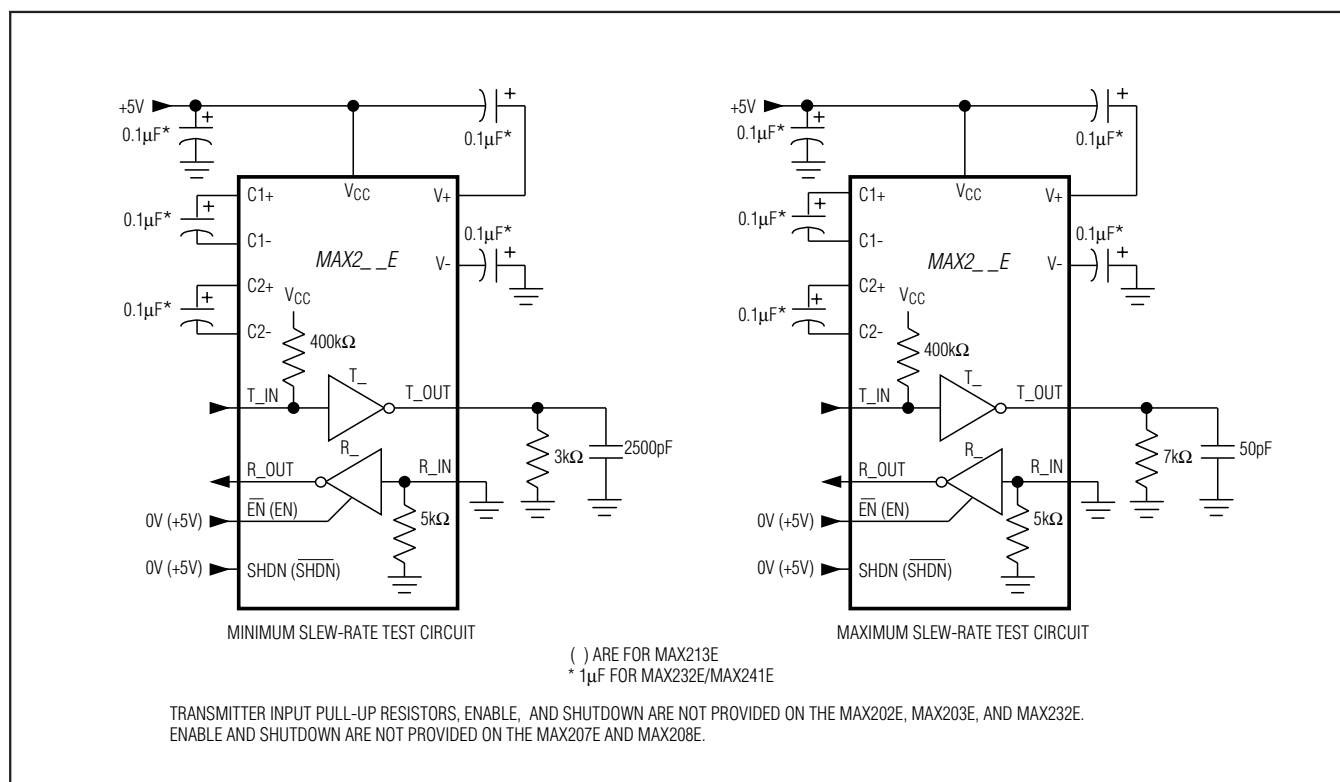 +5V
0.1µF*
+
0.1µF*
+
C1+
VCC
V+
0.1µF*
+
C1-
0.1µF*
+
MAX2_ _E
V-
C2+
VCC
0.1µF*
+
C2-
400kΩ
T_IN
T_
T_OUT
R_OUT
R_
R_IN
3kΩ
2500pF
0V (+5V)
EN (EN)
5kΩ
0V (+5V)
SHDN (SHDN)
MINIMUM SLEW-RATE TEST CIRCUIT
+5V
0.1µF*
+
0.1µF*
+
C1+
VCC
V+
0.1µF*
+
C1-
0.1µF*
+
MAX2_ _E
V-
C2+
VCC
0.1µF*
+
C2-
400kΩ
T_IN
T_
T_OUT
R_OUT
R_
R_IN
7kΩ
50pF
0V (+5V)
EN (EN)
5kΩ
0V (+5V)
SHDN (SHDN)
MAXIMUM SLEW-RATE TEST CIRCUIT
( ) ARE FOR MAX213E
* 1µF FOR MAX232E/MAX241E
TRANSMITTER INPUT PULL-UP RESISTORS, ENABLE, AND SHUTDOWN ARE NOT PROVIDED ON THE MAX202E, MAX203E, AND MAX232E.
ENABLE AND SHUTDOWN ARE NOT PROVIDED ON THE MAX207E AND MAX208E.